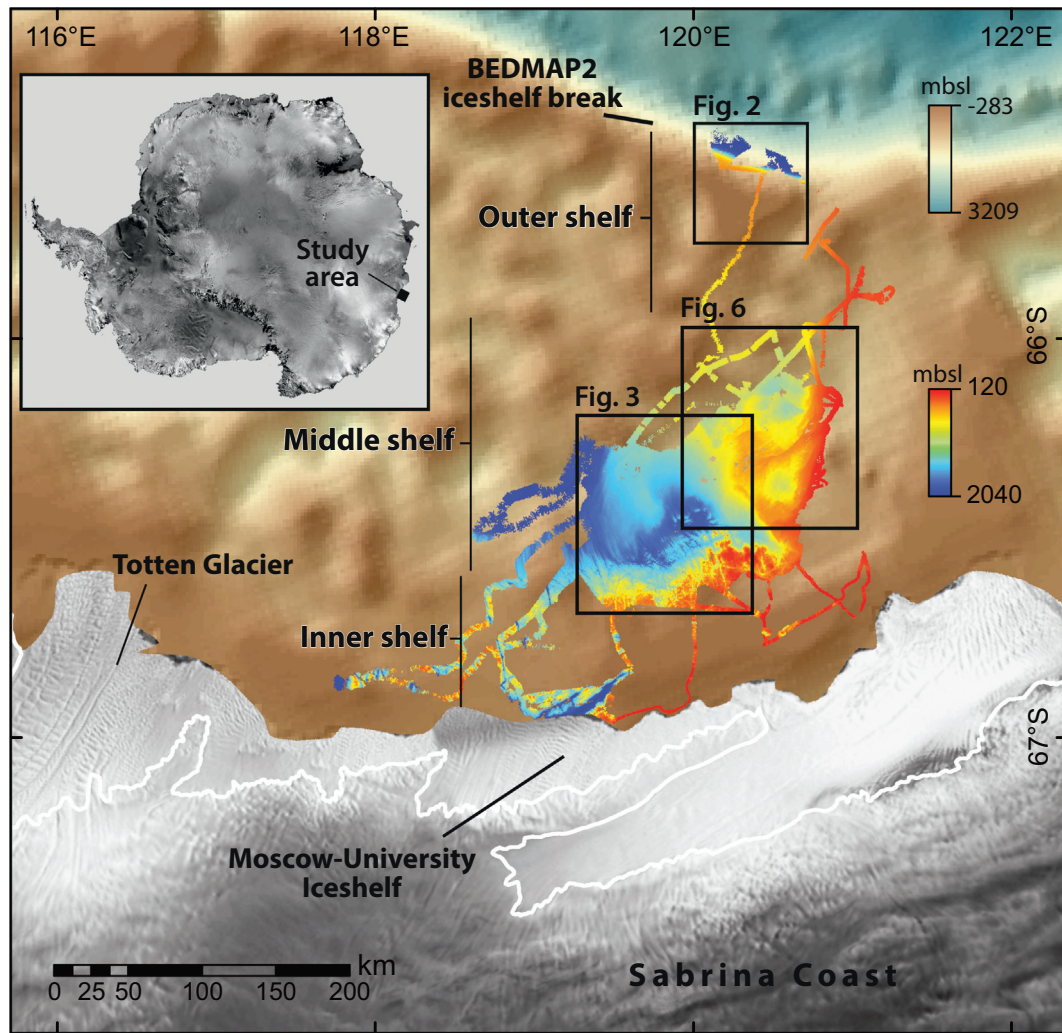 116°E
118°E
120°E
122°E
BEDMAP2
iceshelf break
Fig. 2
mbsl
-283
3209
Outer shelf
Study
area
Fig. 6
66°S
mbsl
120
2040
Fig. 3
Middle shelf
Totten Glacier
Inner shelf
67°S
Moscow-University
Iceshelf
km
0 25 50 100 150 200
Sabrina Coast